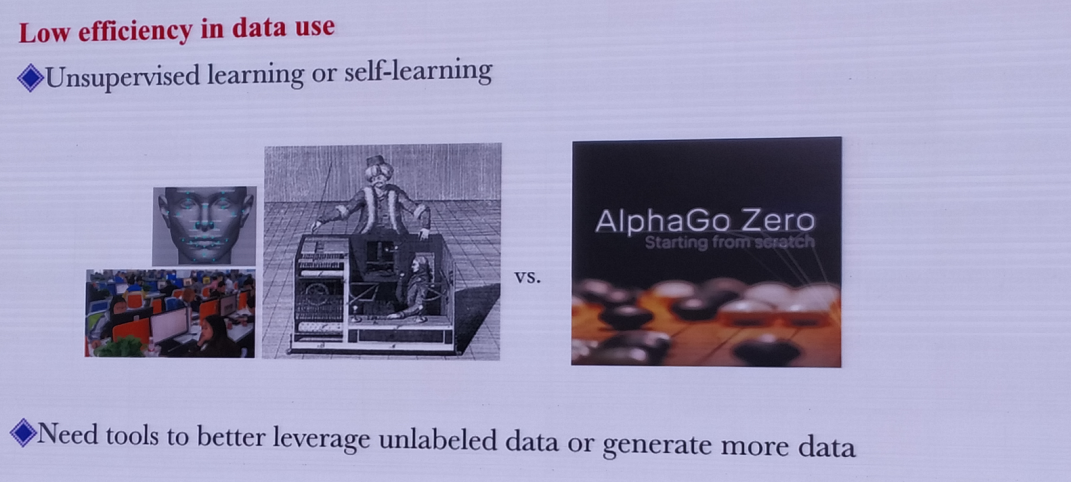 Low efficiency in data use
Unsupervised learning or self-learning
AlphaGo Zero
Starting from scratch
vs.
Need tools to better leverage unlabeled data or generate more data